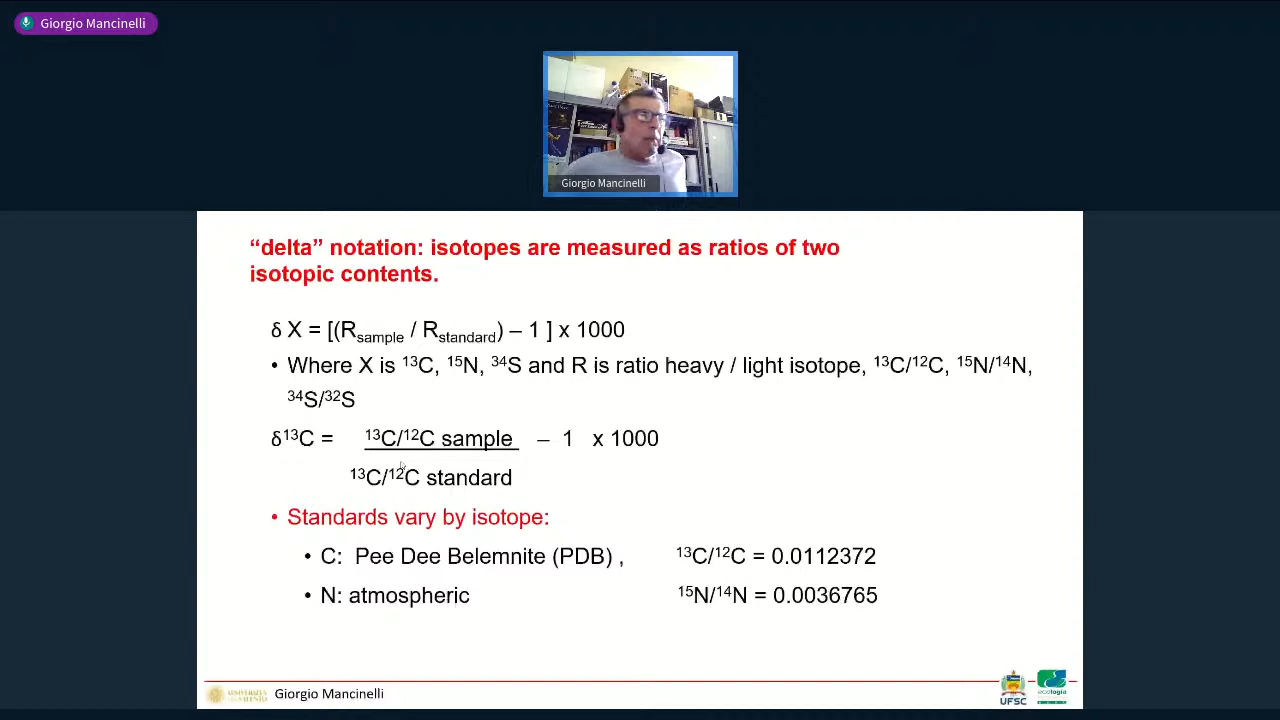 Giorgio Mancinelli
Giorgio Mancinelli
“delta” notation: isotopes are measured as ratios of two
isotopic contents.
δ X = [(Rsample / Rstandard) – 1 ] x 1000
• Where X is ¹³C, ¹⁵N, ³⁴S and R is ratio heavy / light isotope, ¹³C/¹²C, ¹⁵N/¹⁴N,
³⁴S/³²S
δ¹³C = ¹³C/¹²C sample – 1 x 1000
¹³C/¹²C standard
• Standards vary by isotope:
• C: Pee Dee Belemnite (PDB) , ¹³C/¹²C = 0.0112372
• N: atmospheric ¹⁵N/¹⁴N = 0.0036765
Giorgio Mancinelli
UFSC
ecologia